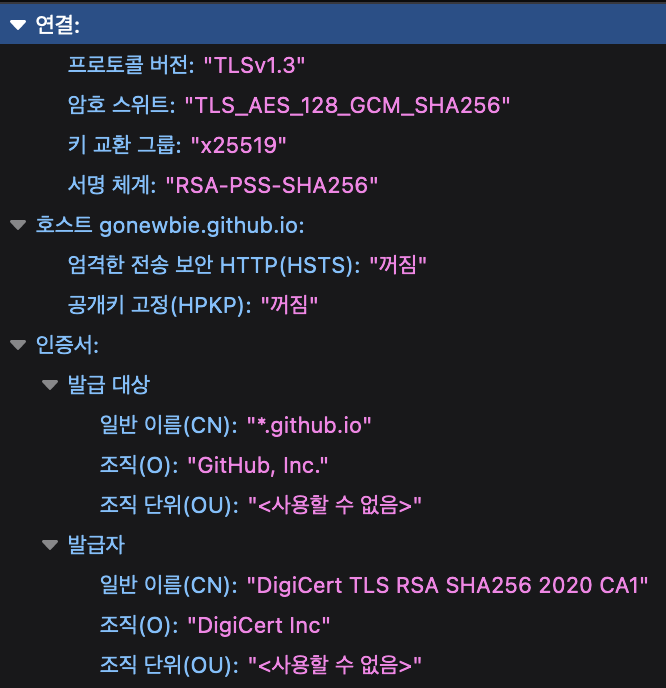 연결:
프로토콜 버전: "TLSv1.3"
암호 스위트: "TLS_AES_128_GCM_SHA256"
키 교환 그룹: "x25519"
서명 체계: "RSA-PSS-SHA256"
호스트 gonewbie.github.io:
엄격한 전송 보안 HTTP(HSTS): "꺼짐"
공개키 고정(HPKP): "꺼짐"
인증서:
발급 대상
일반 이름(CN): "*.github.io"
조직(O): "GitHub, Inc."
조직 단위(OU): "<사용할 수 없음>"
발급자
일반 이름(CN): "DigiCert TLS RSA SHA256 2020 CA1"
조직(O): "DigiCert Inc"
조직 단위(OU): "<사용할 수 없음>"